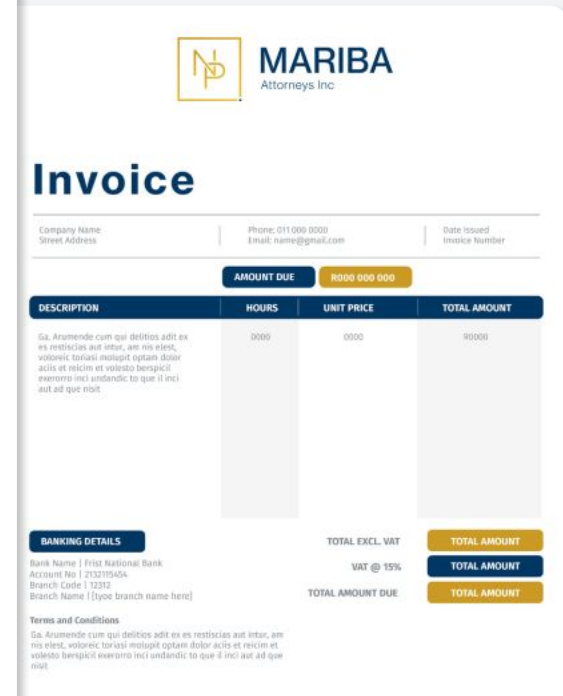 NP
MARIBA
Attorneys Inc
Invoice
Company Name
Street Address
Phone: 011 000 0000
Email: name@gmail.com
Date Issued
Invoice Number
AMOUNT DUE R000 000 000
DESCRIPTION HOURS UNIT PRICE TOTAL AMOUNT
Ga. Aramende cum qui delitios adit ex 0000 0000 R0000
es restiscias aut intur, am nis elest,
voloreic toriasi molupit optam dolor
aciis et reicim et volesto berspicil
exerorro inci undandic to que il inci
aut ad que nisit
BANKING DETAILS
Bank Name | Frist National Bank
Account No | 2132115454
Branch Code | 12312
Branch Name | [tyoe branch name here]
TOTAL EXCL. VAT TOTAL AMOUNT
VAT @ 15% TOTAL AMOUNT
TOTAL AMOUNT DUE TOTAL AMOUNT
Terms and Conditions
Ga. Arumende cum qui delitios adit ex es restiscias aut intur, am
nis elest, voloreic toriasi molupit optam dolor aciis et reicim et
volesto berspicil exerorro inci undandic to que il inci aut ad que
nisit